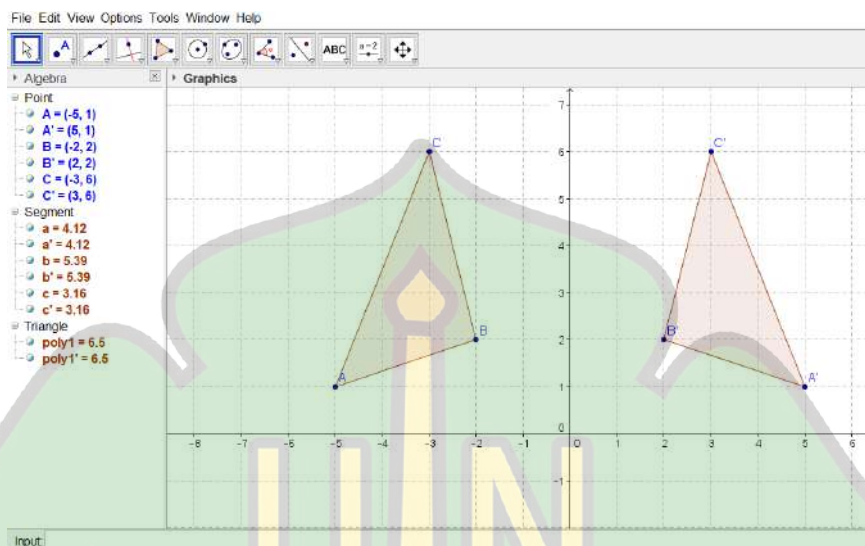 File Edit View Options Tools Window Help
A ABC a=2
Algebra Graphics
Point
A = (-5, 1)
A' = (5, 1)
B = (-2, 2)
B' = (2, 2)
C = (-3, 6)
C' = (3, 6)
Segment
a = 4.12
a' = 4.12
b = 5.39
b' = 5.39
c = 3.16
c' = 3.16
Triangle
poly1 = 6.5
poly1' = 6.5
7
C C'
6
5
4
3
B 2 B'
A 1 A'
0
-8 -7 -6 -5 -4 -3 -2 -1 0 1 2 3 4 5 6
-1
UIN
Input: